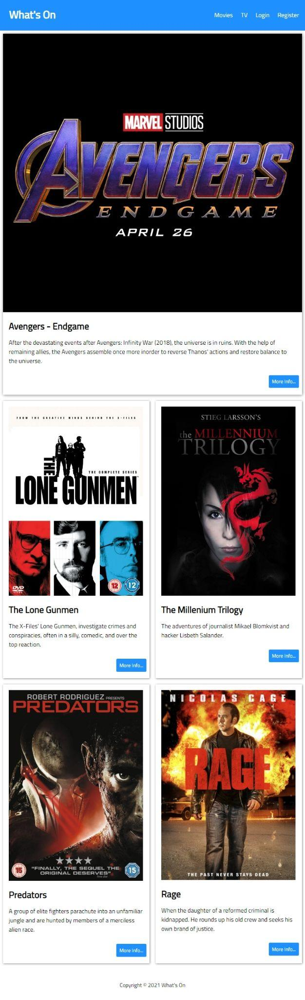 What's On
Movies TV Login Register
MARVEL STUDIOS
AVENGERS
ENDGAME
APRIL 26
Avengers - Endgame
After the devastating events after Avengers: Infinity War (2018), the universe is in ruins. With the help of
remaining allies, the Avengers assemble once more inorder to reverse Thanos' actions and restore balance to
the universe.
More Info...
FROM THE CREATIVE MINDS BEHIND THE X-FILES
THE COMPLETE SERIES
THE
LONE GUNMEN
DVD
VIDEO
12
12
The Lone Gunmen
The X-Files' Lone Gunmen, investigate crimes and
conspiracies, often in a silly, comedic, and over the
top reaction.
More Info...
STIEG LARSSON'S
the MILLENNIUM
TRILOGY
The Millenium Trilogy
The adventures of journalist Mikael Blomkvist and
hacker Lisbeth Salander.
More Info...
ROBERT RODRIGUEZ PRESENTS
PREDATORS
"FINALLY, THE SEQUEL THE
ORIGINAL DESERVES"
Time Out
15
15
Predators
A group of elite fighters parachute into an unfamiliar
jungle and are hunted by members of a merciless
alien race.
More Info...
NICOLAS CAGE
RAGE
THE PAST NEVER STAYS DEAD
Rage
When the daughter of a reformed criminal is
kidnapped. He rounds up his old crew and seeks his
own brand of justice.
More Info...
Copyright © 2021 What's On